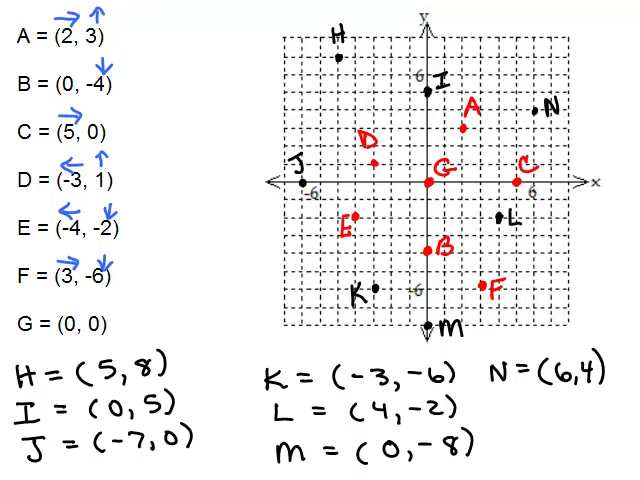 A = (2, 3)
B = (0, -4)
C = (5, 0)
D = (-3, 1)
E = (-4, -2)
F = (3, -6)
G = (0, 0)
y
H
6
I
A
N
D
J
G
C
-6
6
x
E
L
B
K
-6
F
M
H = (5, 8)
I = (0, 5)
J = (-7, 0)
K = (-3, -6)
L = (4, -2)
M = (0, -8)
N = (6,4)